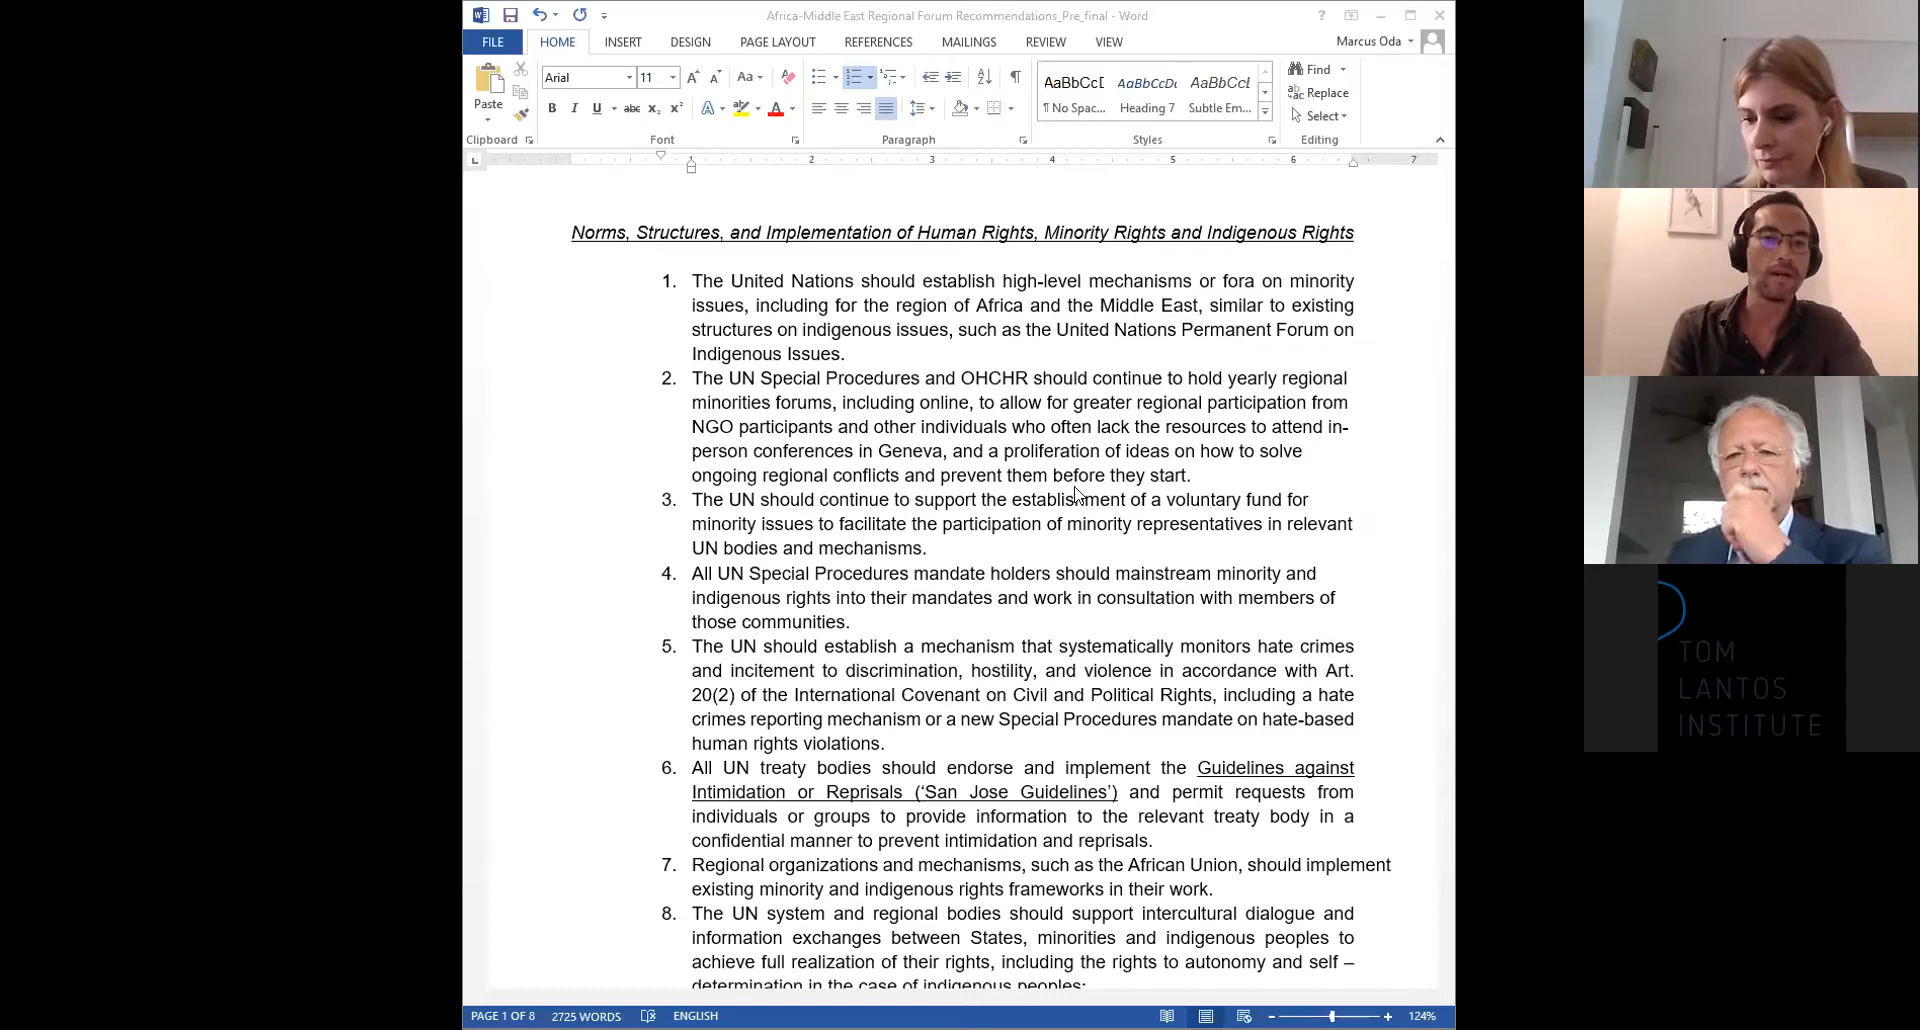 Africa-Middle East Regional Forum Recommendations_Pre_final - Word
FILE HOME INSERT DESIGN PAGE LAYOUT REFERENCES MAILINGS REVIEW VIEW Marcus Oda
Arial 11
Paste
Clipboard Font Paragraph Styles Editing
AaBbCcD AaBbCcDc AaBbCcI
¶ No Spac... Heading 7 Subtle Em...
Find
Replace
Select
1 2 3 4 5 6 7
Norms, Structures, and Implementation of Human Rights, Minority Rights and Indigenous Rights
1. The United Nations should establish high-level mechanisms or fora on minority
issues, including for the region of Africa and the Middle East, similar to existing
structures on indigenous issues, such as the United Nations Permanent Forum on
Indigenous Issues.
2. The UN Special Procedures and OHCHR should continue to hold yearly regional
minorities forums, including online, to allow for greater regional participation from
NGO participants and other individuals who often lack the resources to attend in-
person conferences in Geneva, and a proliferation of ideas on how to solve
ongoing regional conflicts and prevent them before they start.
3. The UN should continue to support the establishment of a voluntary fund for
minority issues to facilitate the participation of minority representatives in relevant
UN bodies and mechanisms.
4. All UN Special Procedures mandate holders should mainstream minority and
indigenous rights into their mandates and work in consultation with members of
those communities.
5. The UN should establish a mechanism that systematically monitors hate crimes
and incitement to discrimination, hostility, and violence in accordance with Art.
20(2) of the International Covenant on Civil and Political Rights, including a hate
crimes reporting mechanism or a new Special Procedures mandate on hate-based
human rights violations.
6. All UN treaty bodies should endorse and implement the Guidelines against
Intimidation or Reprisals (‘San Jose Guidelines’) and permit requests from
individuals or groups to provide information to the relevant treaty body in a
confidential manner to prevent intimidation and reprisals.
7. Regional organizations and mechanisms, such as the African Union, should implement
existing minority and indigenous rights frameworks in their work.
8. The UN system and regional bodies should support intercultural dialogue and
information exchanges between States, minorities and indigenous peoples to
achieve full realization of their rights, including the rights to autonomy and self –
determination in the case of indigenous peoples;
PAGE 1 OF 8 2725 WORDS ENGLISH 124%
TOM
LANTOS
INSTITUTE